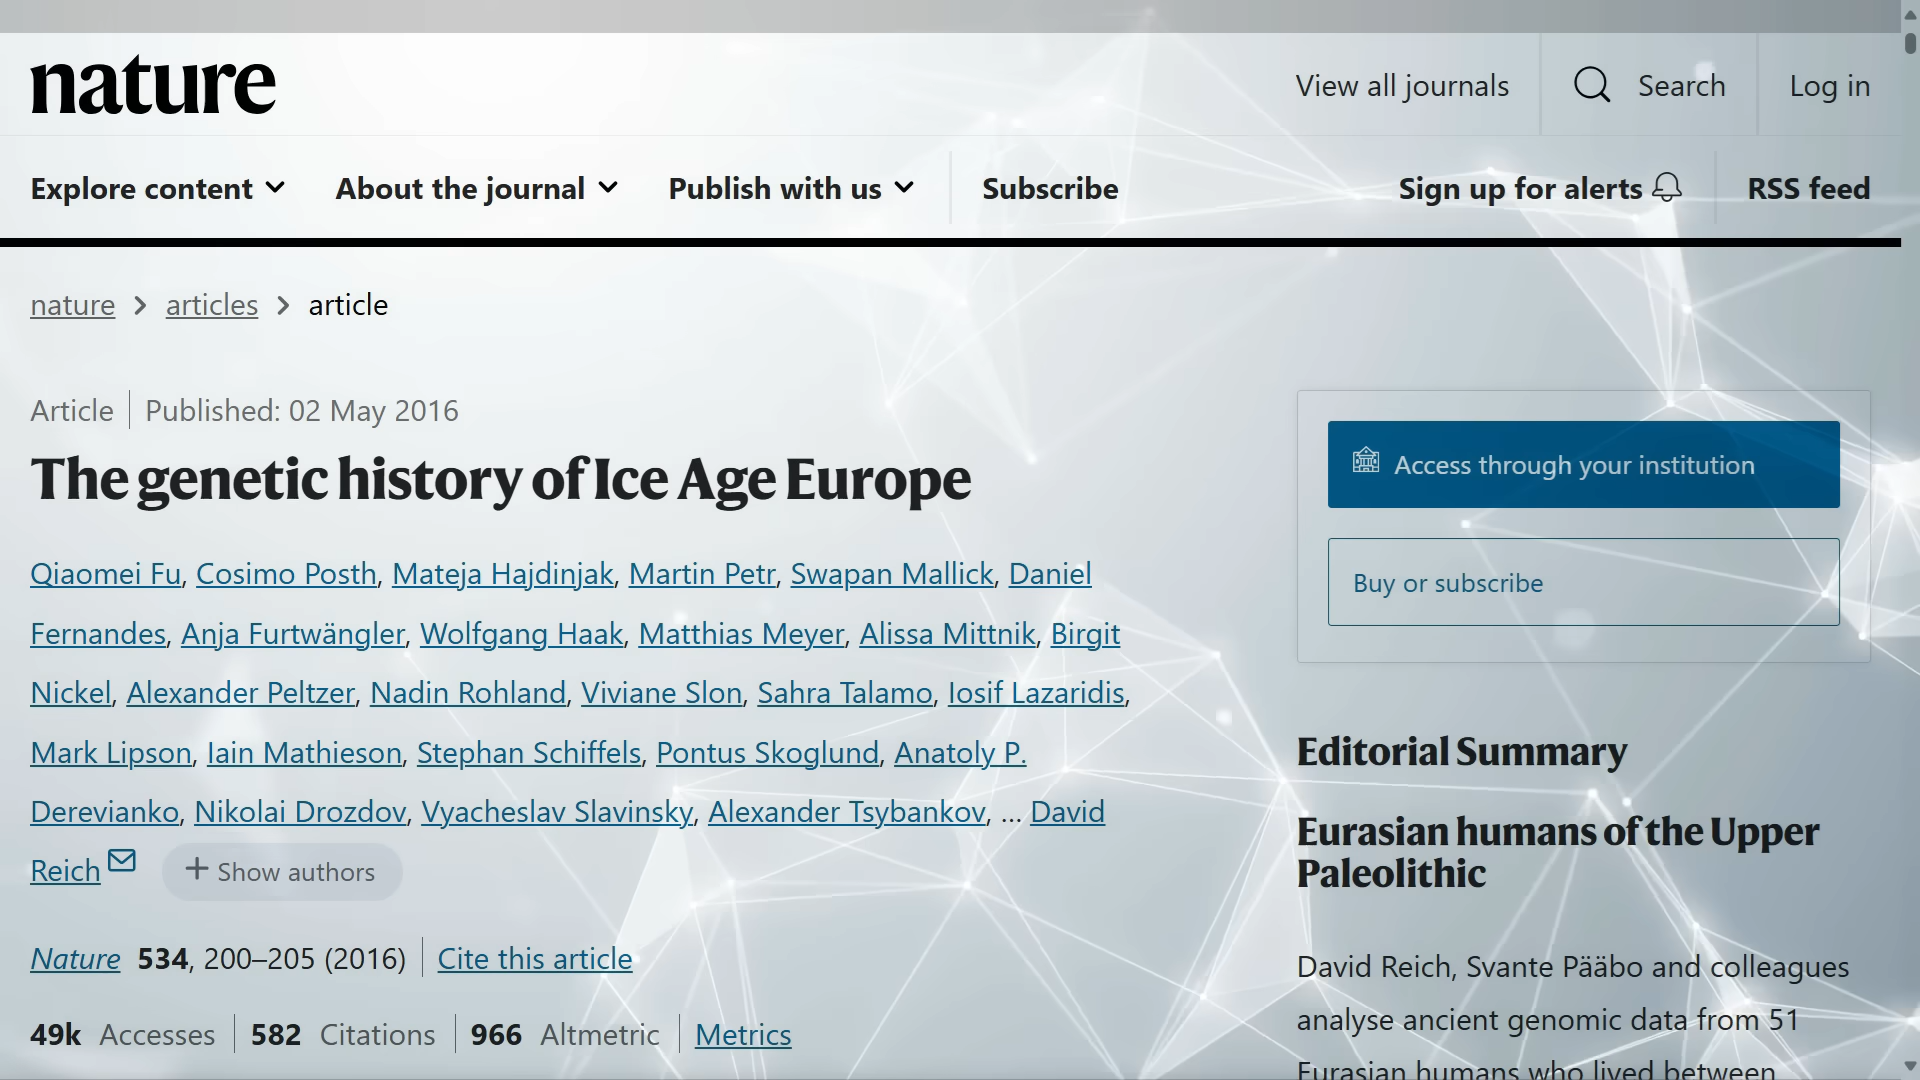 nature
View all journals
Search
Log in
Explore content
About the journal
Publish with us
Subscribe
Sign up for alerts
RSS feed
nature > articles > article
Article | Published: 02 May 2016
The genetic history of Ice Age Europe
Qiaomei Fu, Cosimo Posth, Mateja Hajdinjak, Martin Petr, Swapan Mallick, Daniel
Fernandes, Anja Furtwängler, Wolfgang Haak, Matthias Meyer, Alissa Mittnik, Birgit
Nickel, Alexander Peltzer, Nadin Rohland, Viviane Slon, Sahra Talamo, Iosif Lazaridis,
Mark Lipson, Iain Mathieson, Stephan Schiffels, Pontus Skoglund, Anatoly P.
Derevianko, Nikolai Drozdov, Vyacheslav Slavinsky, Alexander Tsybankov, … David
Reich
+ Show authors
Nature 534, 200–205 (2016) | Cite this article
49k Accesses | 582 Citations | 966 Altmetric | Metrics
Access through your institution
Buy or subscribe
Editorial Summary
Eurasian humans of the Upper
Paleolithic
David Reich, Svante Pääbo and colleagues
analyse ancient genomic data from 51
Eurasian humans who lived between